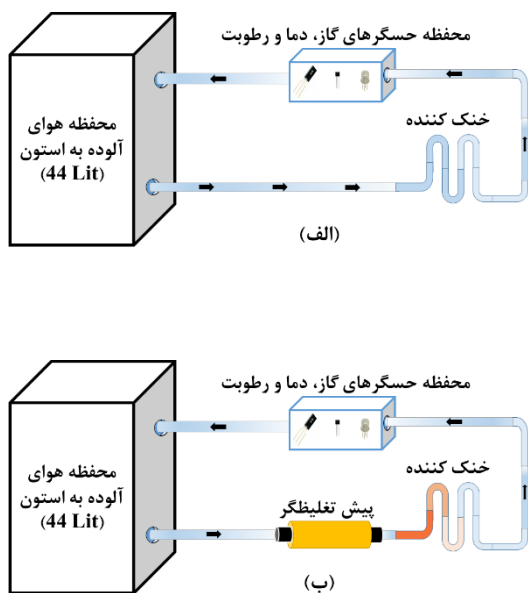 محفظه حسگرهای گاز، دما و رطوبت
محفظه هوای
آلوده به استون
(44 Lit)
خنک کننده
(الف)
محفظه حسگرهای گاز، دما و رطوبت
محفظه هوای
آلوده به استون
(44 Lit)
خنک کننده
پیش تغلیظگر
(ب)